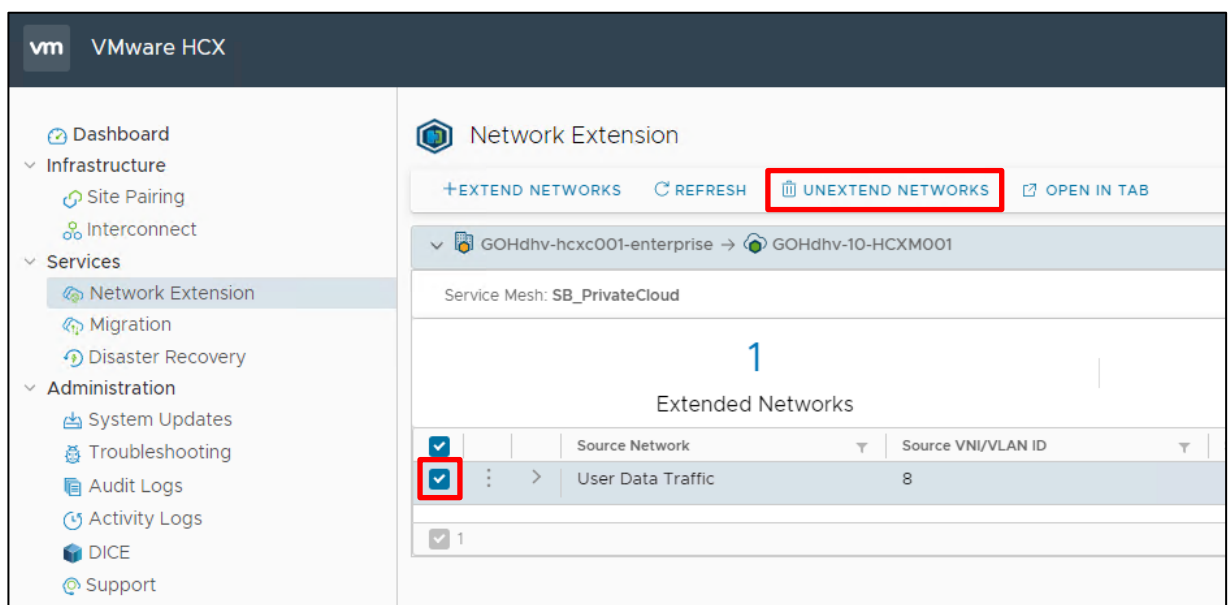 vm VMware HCX
Dashboard
Infrastructure
Site Pairing
Interconnect
Services
Network Extension
Migration
Disaster Recovery
Administration
System Updates
Troubleshooting
Audit Logs
Activity Logs
DICE
Support
Network Extension
+EXTEND NETWORKS REFRESH UNEXTEND NETWORKS OPEN IN TAB
GOHdhv-hcxc001-enterprise → GOHdhv-10-HCXM001
Service Mesh: SB_PrivateCloud
1
Extended Networks
Source Network Source VNI/VLAN ID
User Data Traffic 8
1